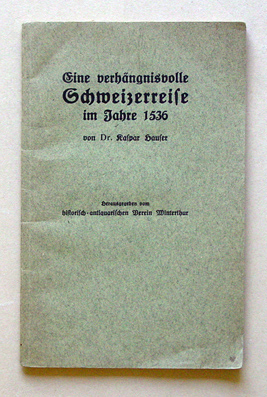 Eine verhängnisvolle
Schweizerreise
im Jahre 1536
von Dr. Kaspar Hauser
Herausgegeben vom
historisch-antiquarischen Verein Winterthur